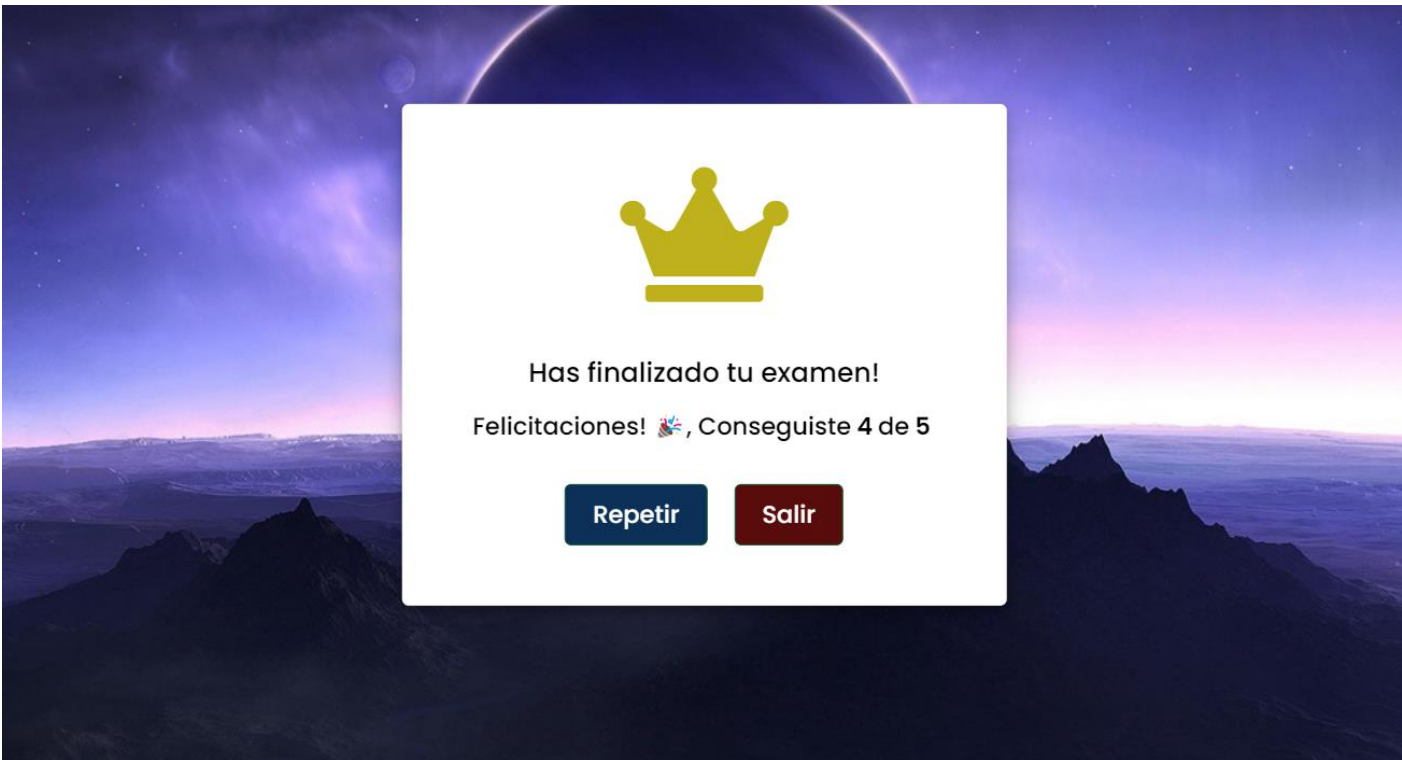 Has finalizado tu examen!
Felicitaciones! 🎉, Conseguiste 4 de 5
Repetir
Salir